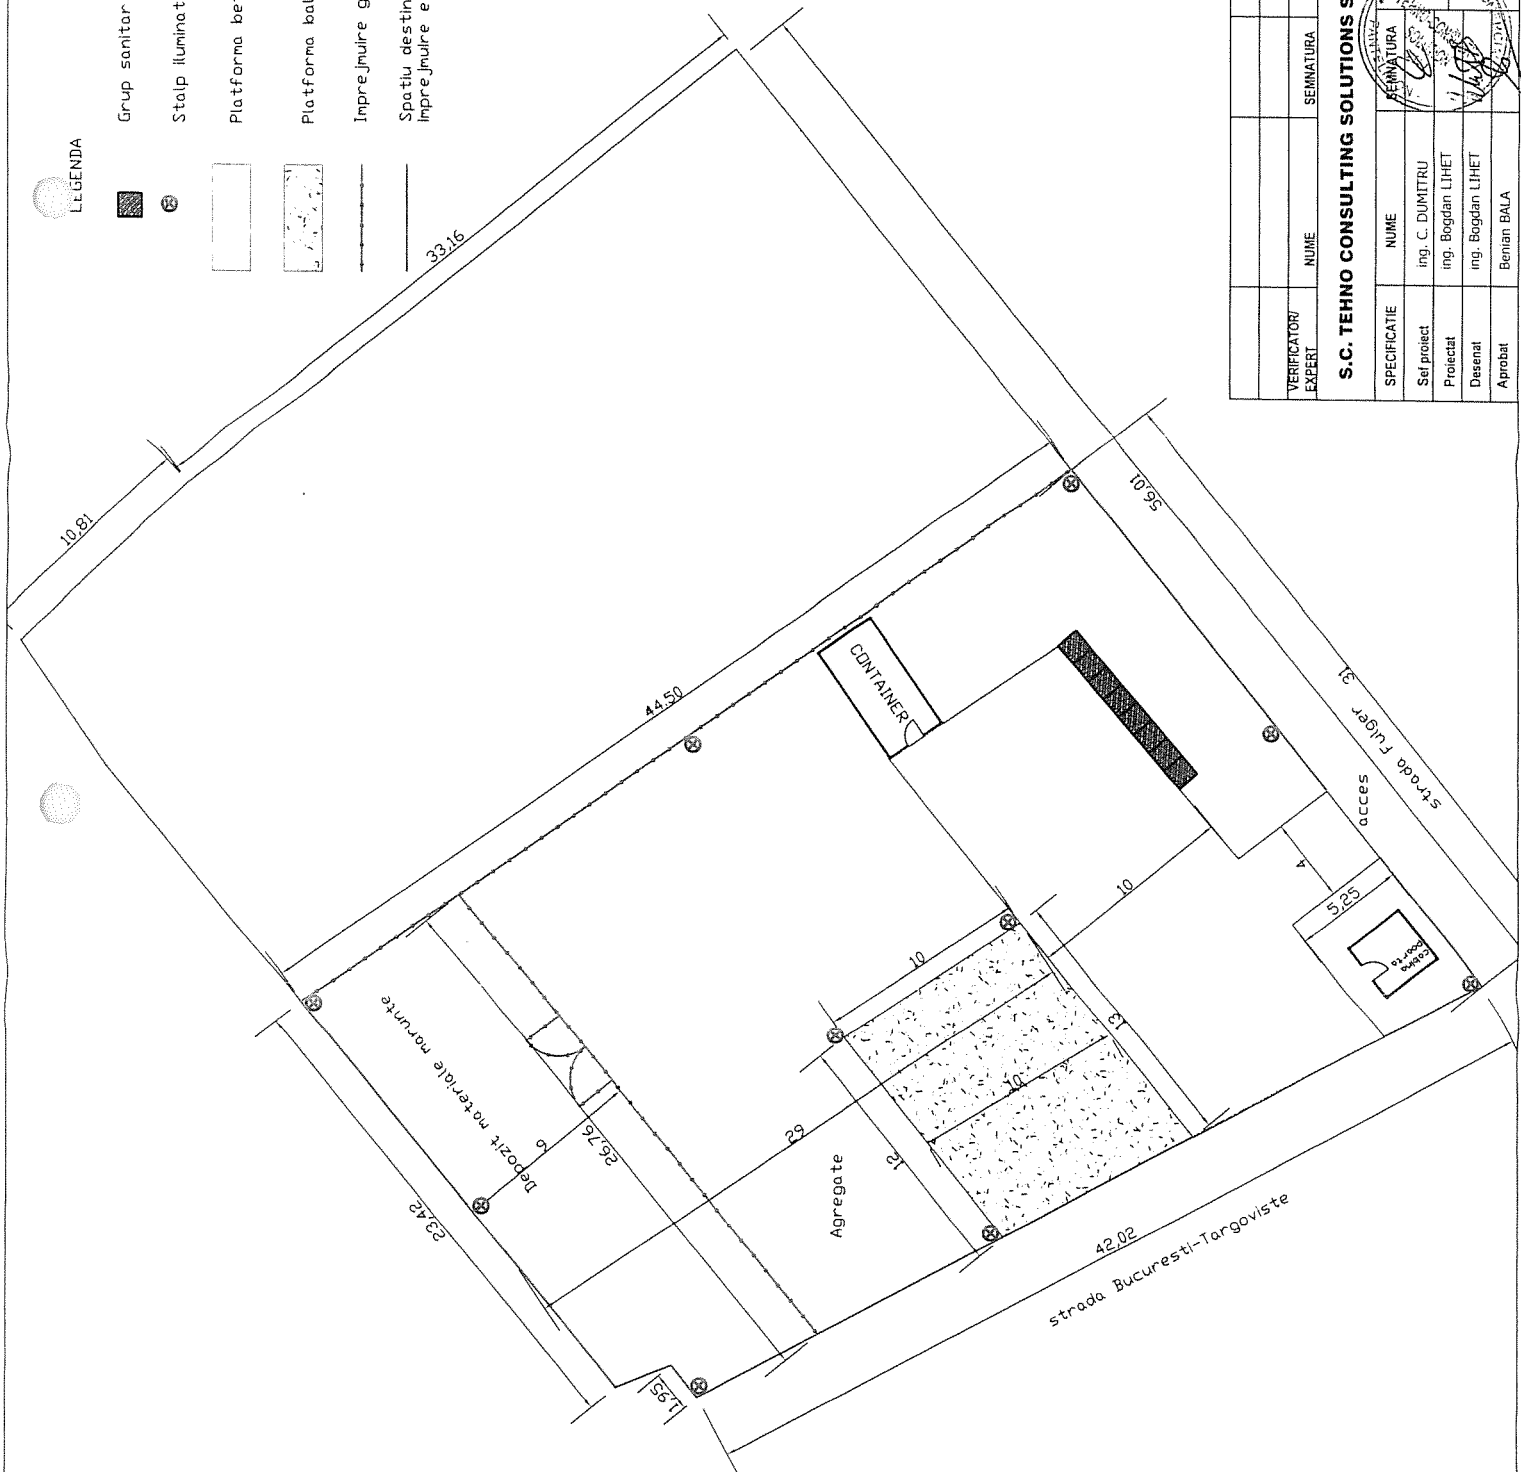 LEGENDA
Grup sanitar
Stalp iluminat
Platforma be
Platforma bal
Imprejmuire g
Spatiu destin
Imprejmuire e
33,16
10,81
44.50
56,01
31
strada Fulger
acces
4
5,25
cabina
poarta
CONTAINER
10
10
13
10
12
29
Agregate
Depozit materiale marunte
6
26,76
23,42
1,95
42,02
strada Bucuresti-Targoviste
VERIFICATOR/
EXPERT
NUME
SEMNATURA
S.C. TEHNO CONSULTING SOLUTIONS S
SPECIFICATIE
NUME
SEMNATURA
Sef proiect
ing. C. DUMITRU
Proiectat
ing. Bogdan LIHET
Desenat
ing. Bogdan LIHET
Aprobat
Benian BALA